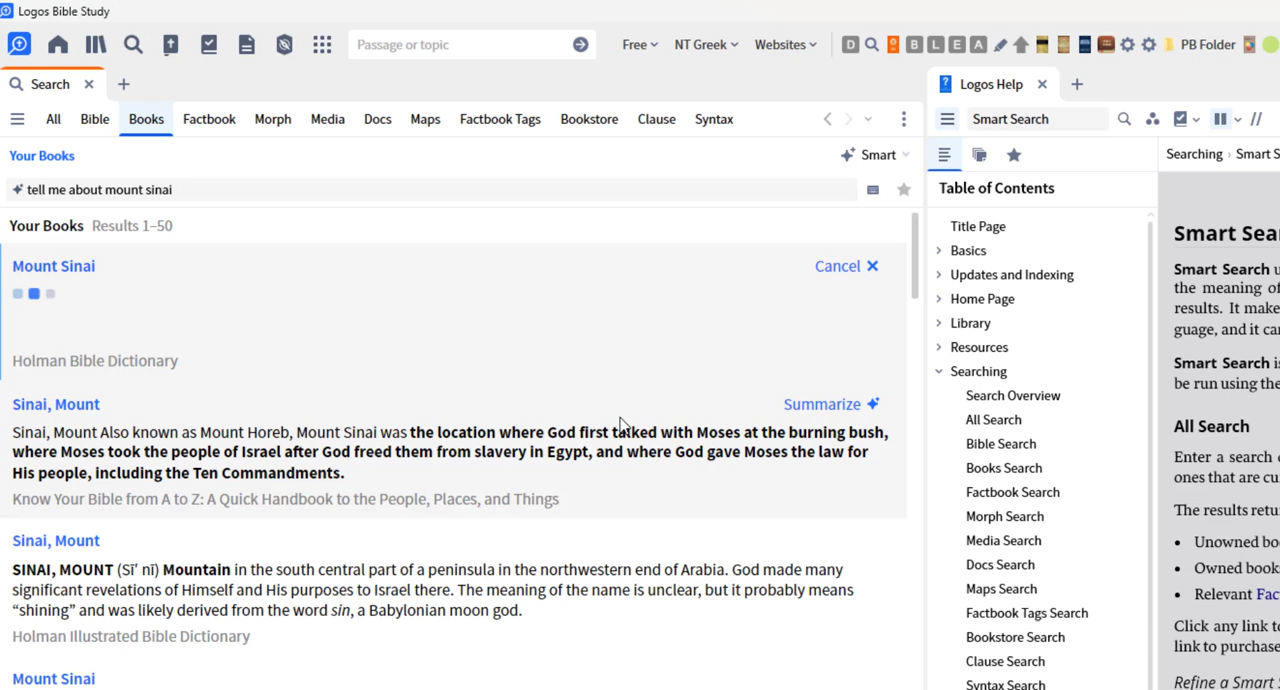 Logos Bible Study
Passage or topic
Free
NT Greek
Websites
D
B
L
E
A
PB Folder
Search
Logos Help
All
Bible
Books
Factbook
Morph
Media
Docs
Maps
Factbook Tags
Bookstore
Clause
Syntax
Smart Search
Your Books
Smart
tell me about mount sinai
Your Books Results 1–50
Mount Sinai
Cancel
Holman Bible Dictionary
Sinai, Mount
Summarize
Sinai, Mount Also known as Mount Horeb, Mount Sinai was the location where God first talked with Moses at the burning bush,
where Moses took the people of Israel after God freed them from slavery in Egypt, and where God gave Moses the law for
His people, including the Ten Commandments.
Know Your Bible from A to Z: A Quick Handbook to the People, Places, and Things
Sinai, Mount
SINAI, MOUNT (Sī′ nī) Mountain in the south central part of a peninsula in the northwestern end of Arabia. God made many
significant revelations of Himself and His purposes to Israel there. The meaning of the name is unclear, but it probably means
“shining” and was likely derived from the word sin, a Babylonian moon god.
Holman Illustrated Bible Dictionary
Mount Sinai
Table of Contents
Title Page
Basics
Updates and Indexing
Home Page
Library
Resources
Searching
Search Overview
All Search
Bible Search
Books Search
Factbook Search
Morph Search
Media Search
Docs Search
Maps Search
Factbook Tags Search
Bookstore Search
Clause Search
Syntax Search
Searching › Smart S
Smart Sea
Smart Search u
the meaning of
results. It make
guage, and it ca
Smart Search is
be run using the
All Search
Enter a search
ones that are cu
The results retu
• Unowned bo
• Owned book
• Relevant Fac
Click any link to
link to purchase
Refine a Smart S